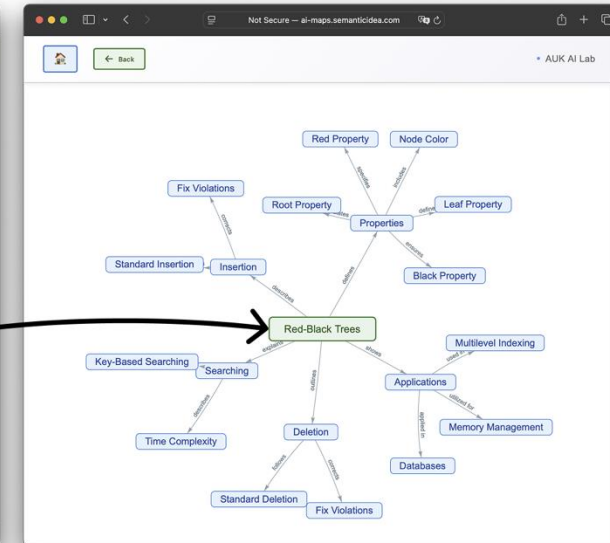 Not Secure — ai-maps.semanticidea.com
← Back
• AUK AI Lab
Red Property
Node Color
specifies
includes
Fix Violations
Root Property
Leaf Property
Properties
corrects
ensures
Standard Insertion
Insertion
Black Property
describes
defines
Red-Black Trees
explains
shows
Multilevel Indexing
used in
Key-Based Searching
Searching
outlines
Applications
describes
utilized for
applied in
Time Complexity
Deletion
Memory Management
follows
corrects
Databases
Standard Deletion
Fix Violations